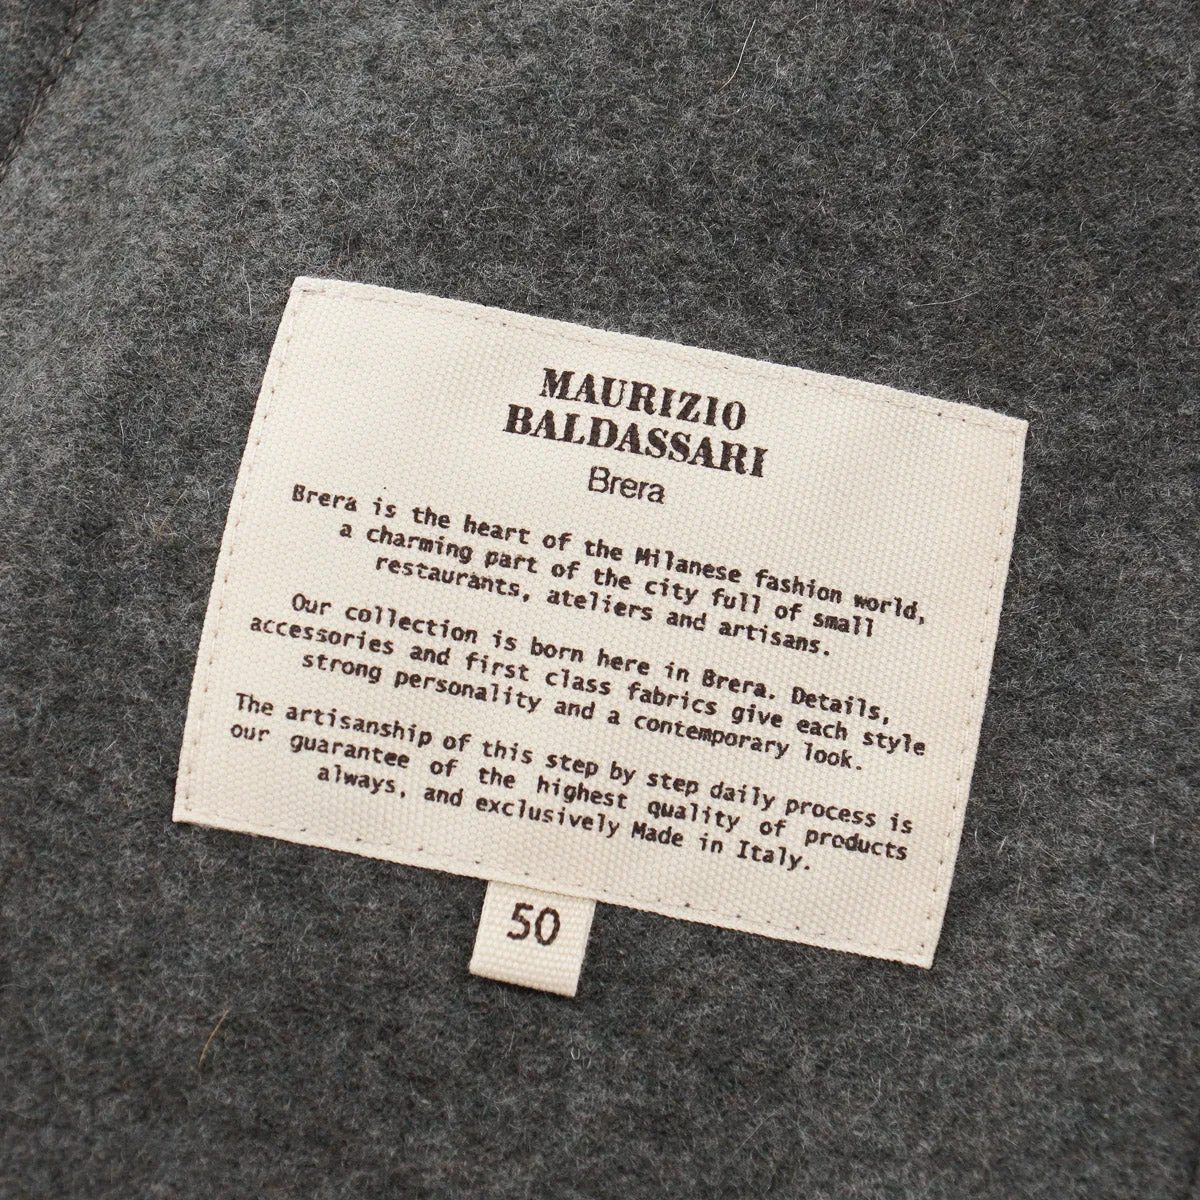 MAURIZIO
BALDASSARI
Brera
Brera is the heart of the Milanese fashion world,
a charming part of the city full of small
restaurants, ateliers and artisans.
Our collection is born here in Brera. Details,
accessories and first class fabrics give each style
strong personality and a contemporary look.
The artisanship of this step by step daily process is
our guarantee of the highest quality of products
always, and exclusively Made in Italy.
50